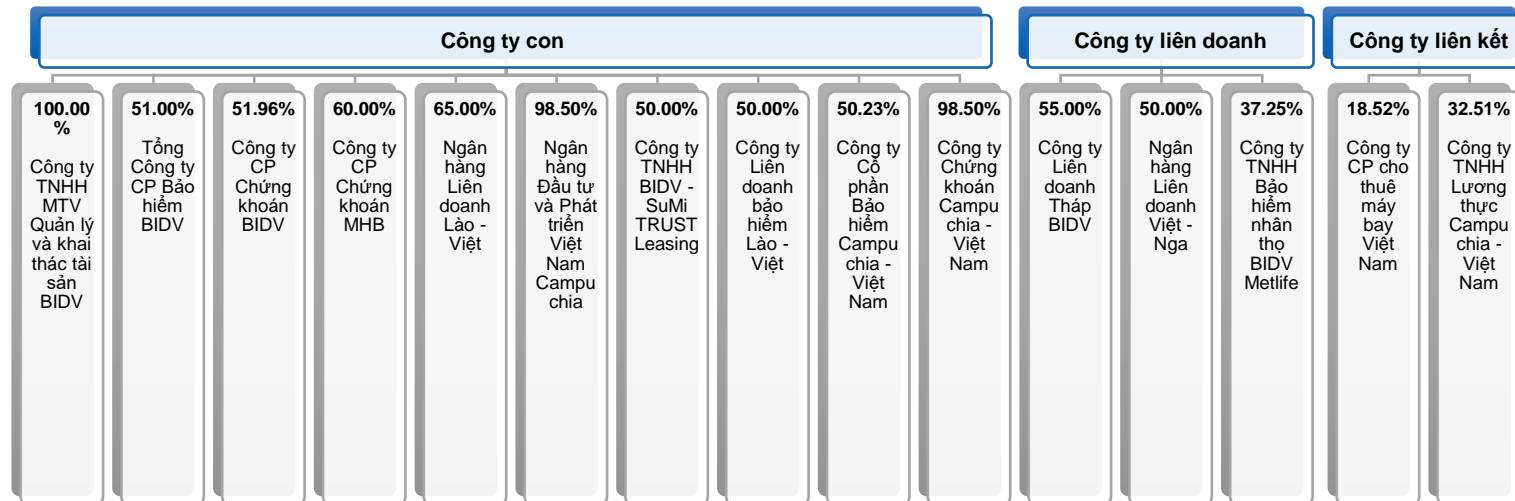 Công ty con
100.00
%
Công ty
TNHH
MTV
Quản lý
và khai
thác tài
sản
BIDV
51.00%
Tổng
Công ty
CP Bảo
hiểm
BIDV
51.96%
Công ty
CP
Chứng
khoán
BIDV
60.00%
Công ty
CP
Chứng
khoán
MHB
65.00%
Ngân
hàng
Liên
doanh
Lào -
Việt
98.50%
Ngân
hàng
Đầu tư
và Phát
triển
Việt
Nam
Campu
chia
50.00%
Công ty
TNHH
BIDV -
SuMi
TRUST
Leasing
50.00%
Công ty
Liên
doanh
bảo
hiểm
Lào -
Việt
50.23%
Công ty
Cổ
phần
Bảo
hiểm
Campu
chia -
Việt
Nam
98.50%
Công ty
Chứng
khoán
Campu
chia -
Việt
Nam
Công ty liên doanh
55.00%
Công ty
Liên
doanh
Tháp
BIDV
50.00%
Ngân
hàng
Liên
doanh
Việt -
Nga
37.25%
Công ty
TNHH
Bảo
hiểm
nhân
thọ
BIDV
Metlife
Công ty liên kết
18.52%
Công ty
CP cho
thuê
máy
bay
Việt
Nam
32.51%
Công ty
TNHH
Lương
thực
Campu
chia -
Việt
Nam